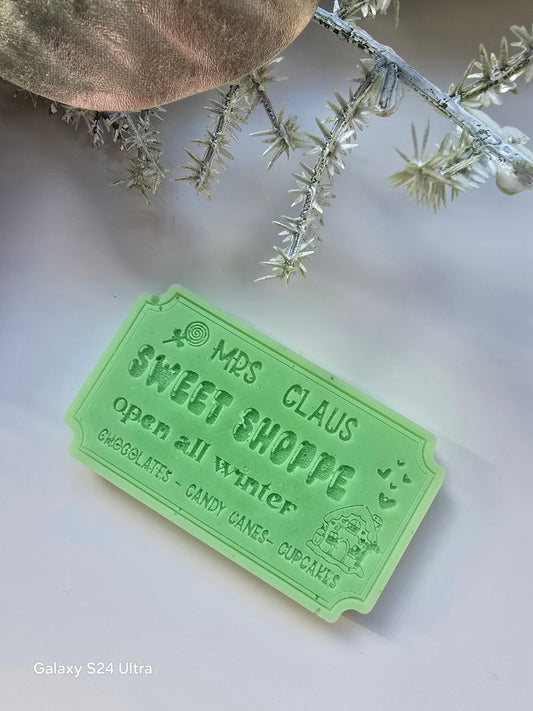 MRS CLAUS
SWEET SHOPPE
open all winter
CHOCOLATES - CANDY CANES- CUPCAKES
Galaxy S24 Ultra